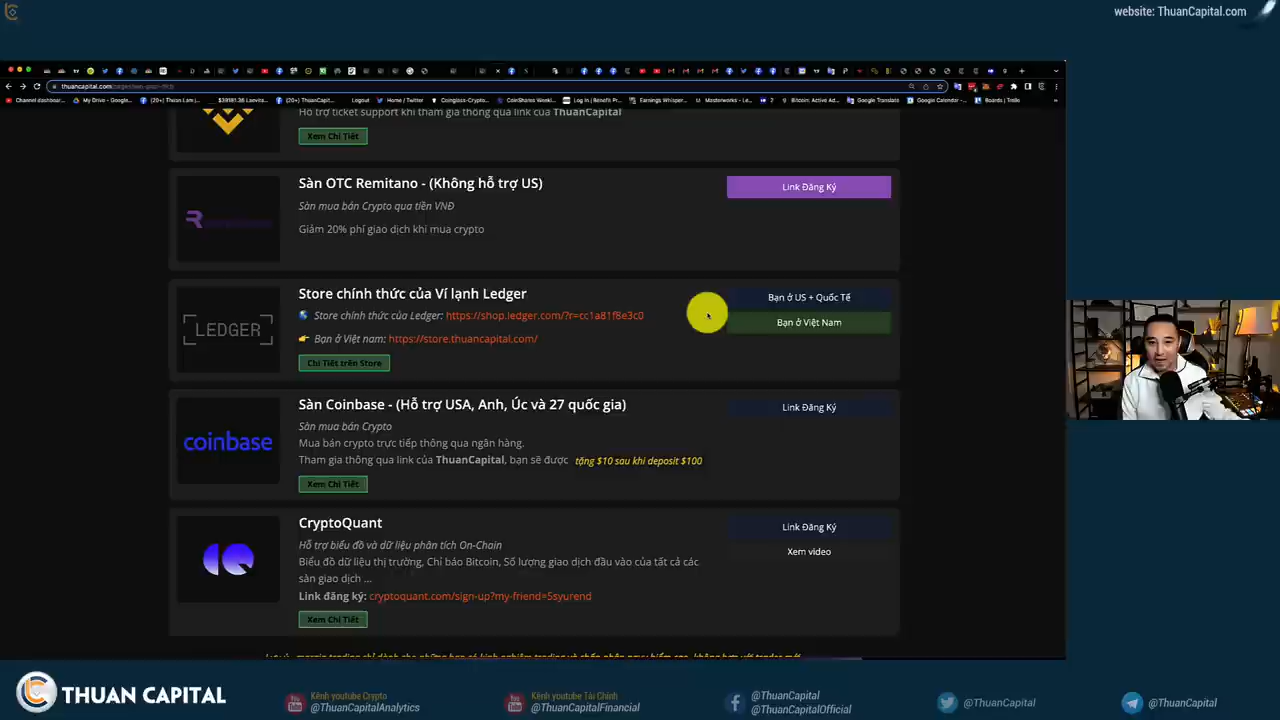 website: ThuanCapital.com
Hỗ trợ ticket support khi tham gia thông qua link của ThuanCapital
Xem Chi Tiết
Sàn OTC Remitano - (Không hỗ trợ US)
Link Đăng Ký
Sàn mua bán Crypto qua tiền VNĐ
Giảm 20% phí giao dịch khi mua crypto
Store chính thức của Ví lạnh Ledger
Bạn ở US + Quốc Tế
Store chính thức của Ledger: https://shop.ledger.com/?r=cc1a81f8e3c0
Bạn ở Việt Nam
LEDGER
Bạn ở Việt nam: https://store.thuancapital.com/
Chi Tiết trên Store
Sàn Coinbase - (Hỗ trợ USA, Anh, Úc và 27 quốc gia)
Link Đăng Ký
Sàn mua bán Crypto
coinbase
Mua bán crypto trực tiếp thông qua ngân hàng.
Tham gia thông qua link của ThuanCapital, bạn sẽ được tặng $10 sau khi deposit $100
Xem Chi Tiết
CryptoQuant
Link Đăng Ký
Hỗ trợ biểu đồ và dữ liệu phân tích On-Chain
Xem video
Biểu đồ dữ liệu thị trường, Chỉ báo Bitcoin, Số lượng giao dịch đầu vào của tất cả các
sàn giao dịch ...
Link đăng ký: cryptoquant.com/sign-up?my-friend=5syurend
Xem Chi Tiết
THUAN CAPITAL
Kênh youtube Crypto
@ThuanCapitalAnalytics
Kênh youtube Tài Chính
@ThuanCapitalFinancial
@ThuanCapital
@ThuanCapitalOfficial
@ThuanCapital
@ThuanCapital